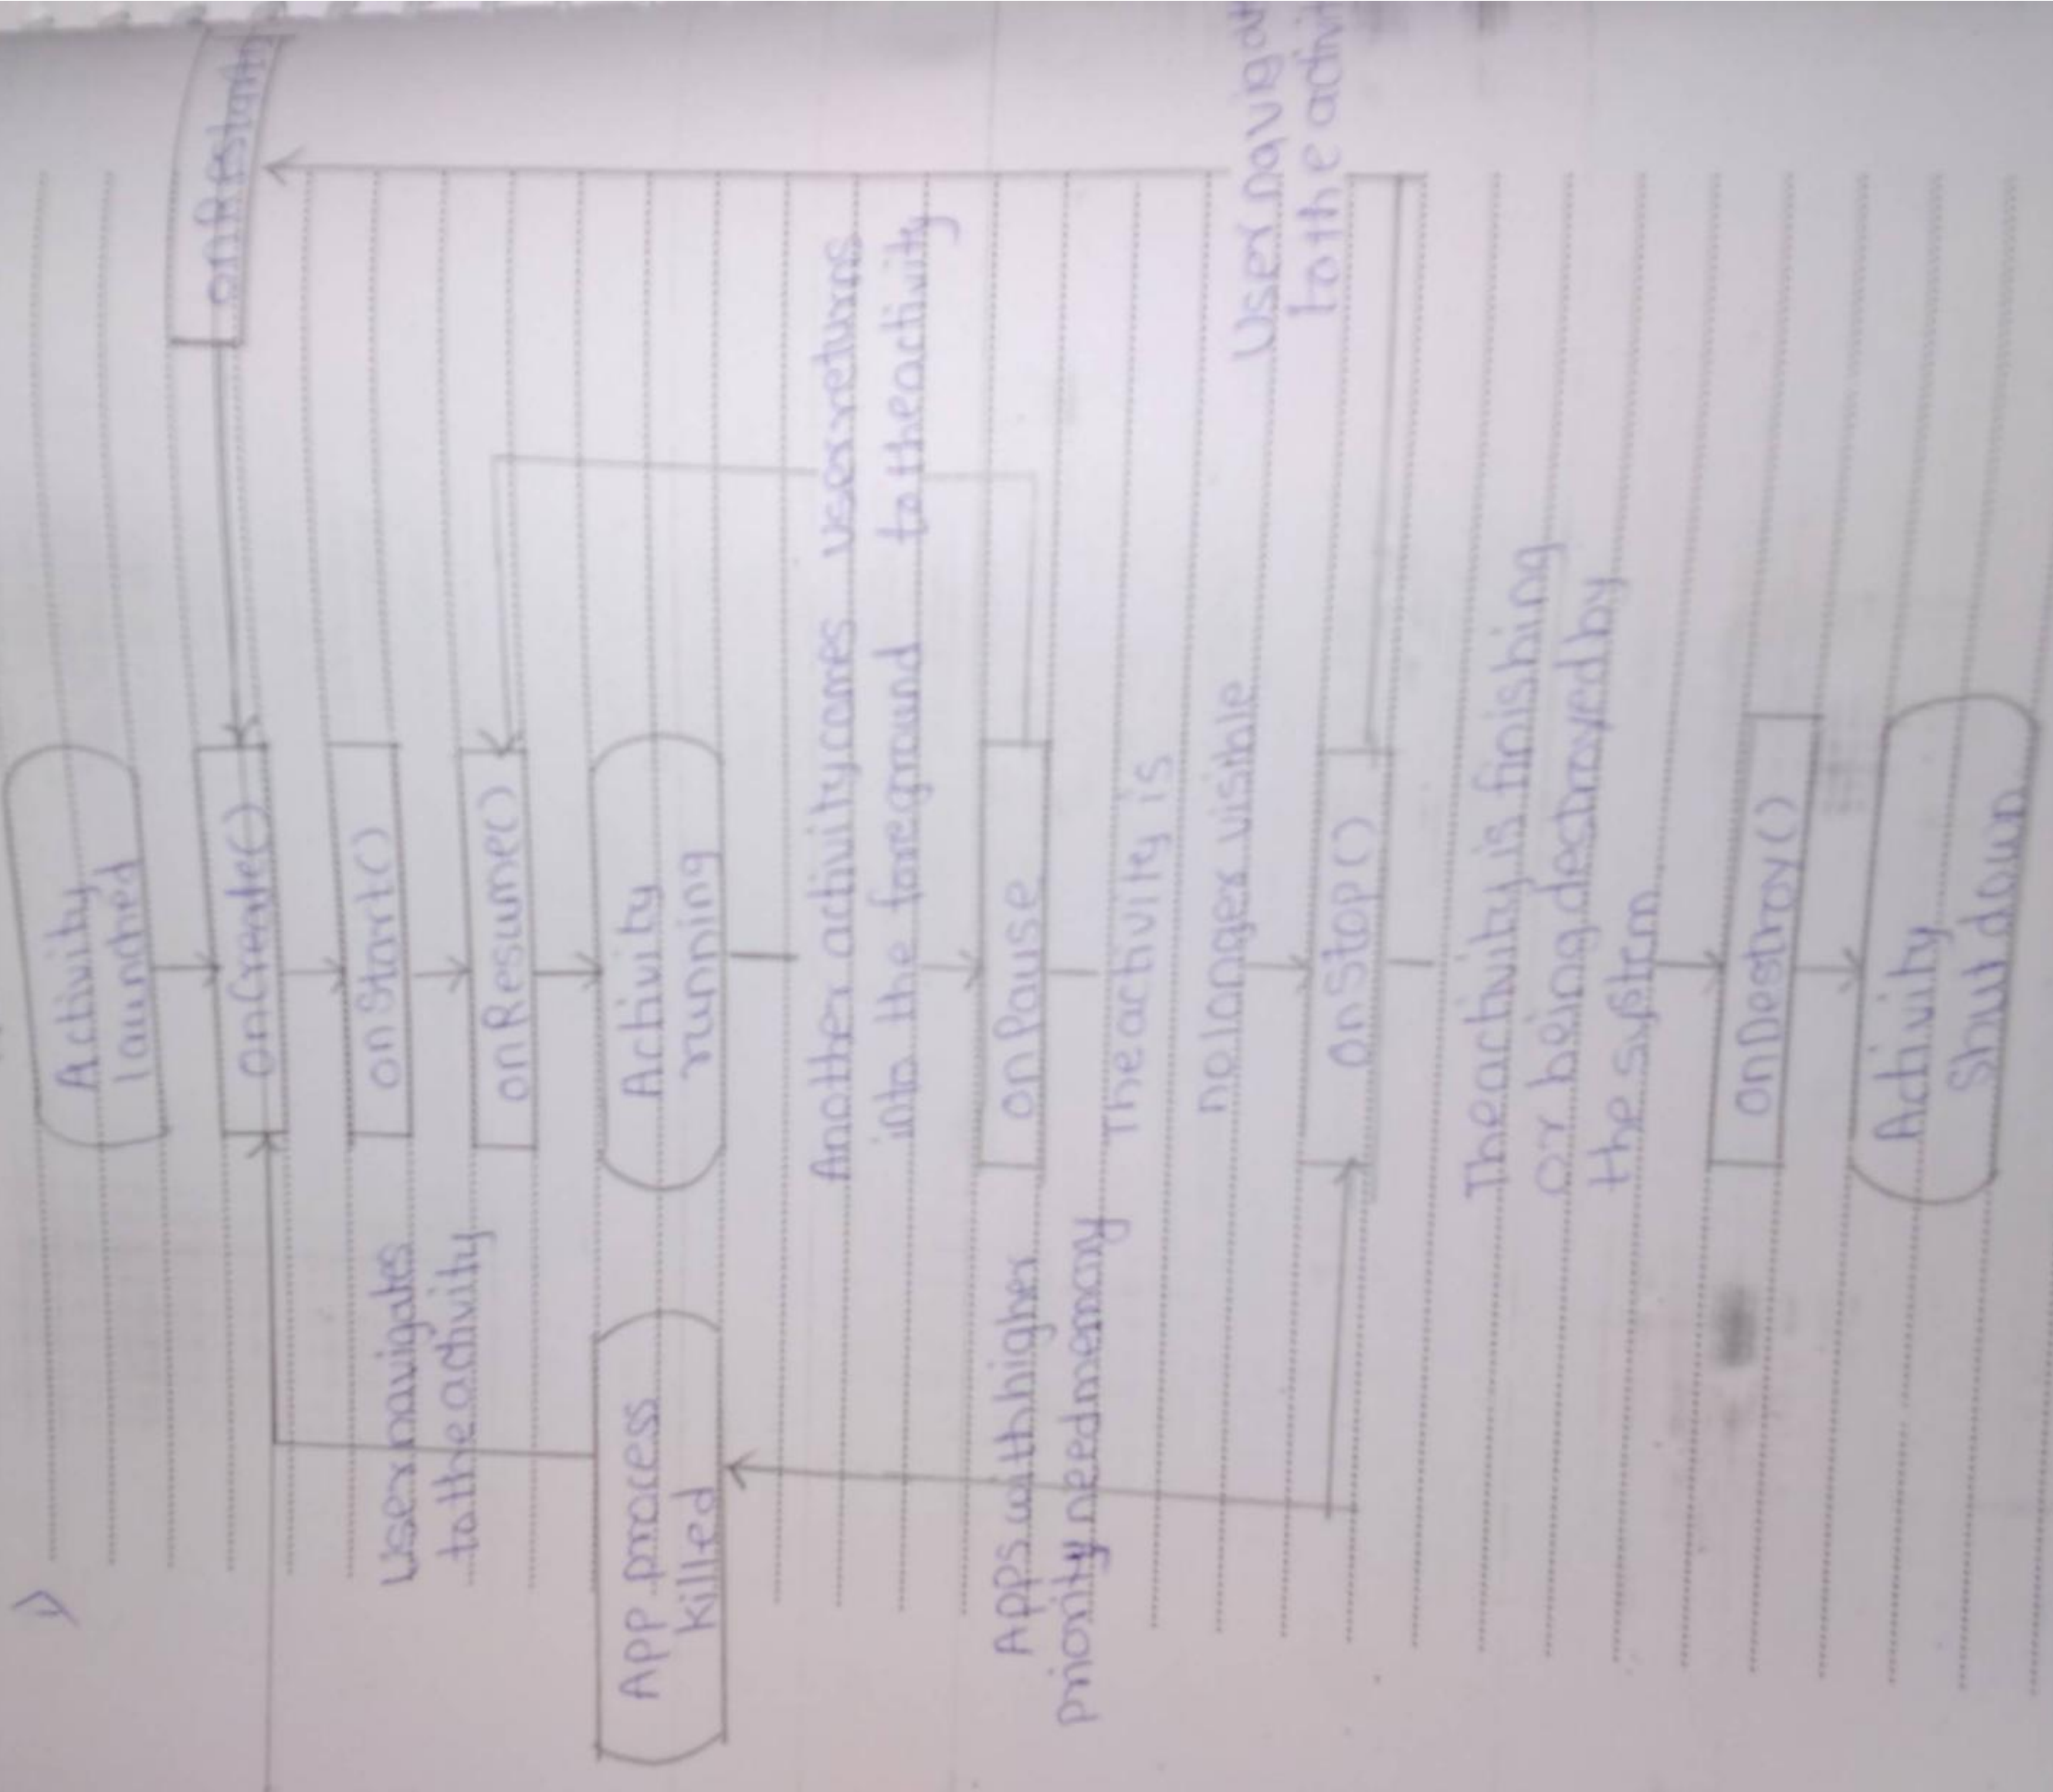 1)
Activity
launched
onRestart()
onCreate()
onStart()
User navigates
to the activity
onResume()
App process
killed
Activity
running
Another activity comes
into the foreground
user returns
to the activity
Apps with higher
priority need memory
onPause
The activity is
no longer visible
User navigat
to the activit
onStop()
The activity is finishing
or being destroyed by
the
onDestroy()
Activity
Shut down